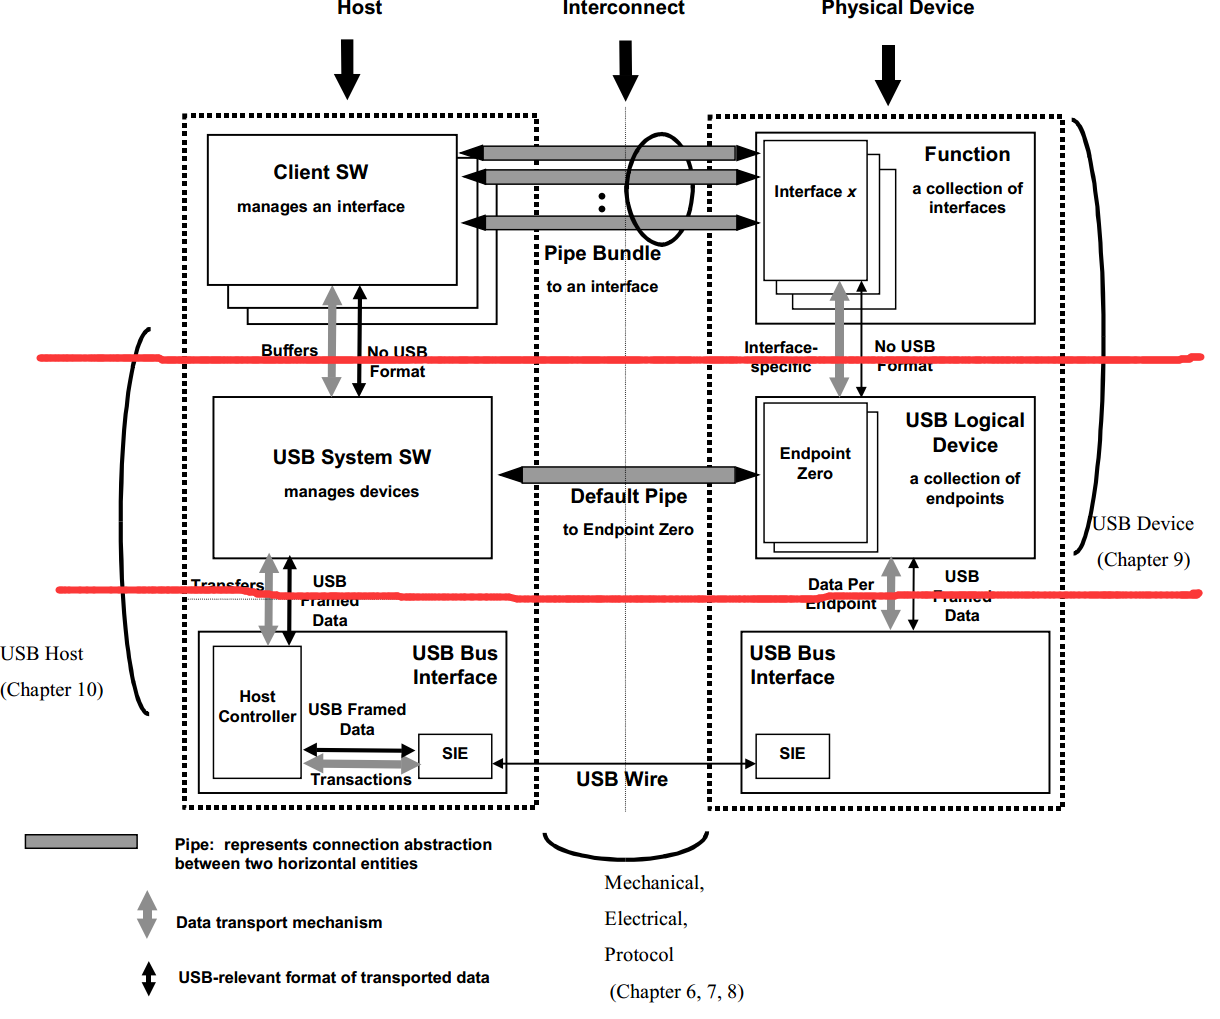 Host
Interconnect
Physical Device
Client SW
manages an interface
Pipe Bundle
to an interface
Interface x
Function
a collection of
interfaces
Buffers
No USB
Format
Interface-
specific
No USB
Format
USB System SW
manages devices
Default Pipe
to Endpoint Zero
Endpoint
Zero
USB Logical
Device
a collection of
endpoints
USB Device
(Chapter 9)
Transfers
USB
Framed
Data
Data Per
Endpoint
USB
Framed
Data
USB Host
(Chapter 10)
USB Bus
Interface
Host
Controller
USB Framed
Data
SIE
Transactions
USB Wire
USB Bus
Interface
SIE
Pipe: represents connection abstraction
between two horizontal entities
Data transport mechanism
USB-relevant format of transported data
Mechanical,
Electrical,
Protocol
(Chapter 6, 7, 8)